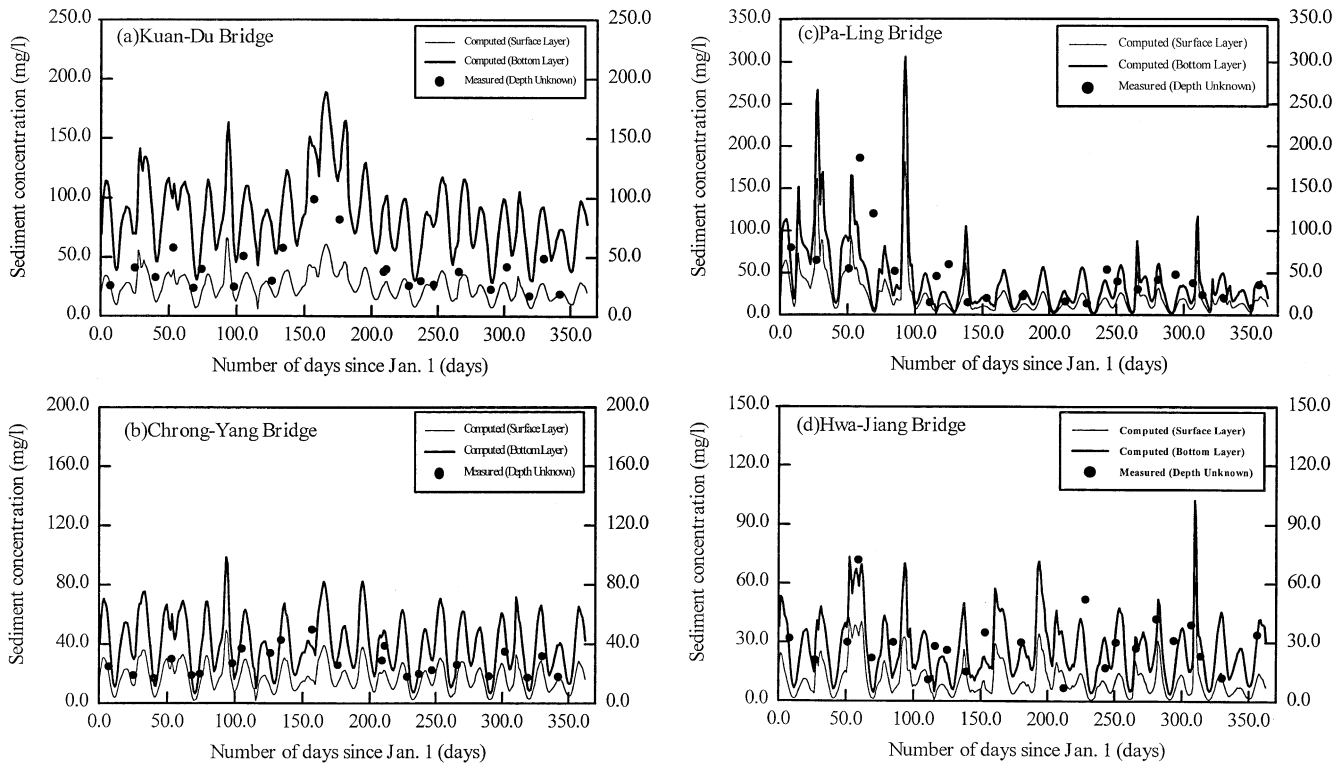 (a)Kuan-Du Bridge
Computed (Surface Layer)
Computed (Bottom Layer)
Measured (Depth Unknown)
Sediment concentration (mg/l)
250.0
200.0
150.0
100.0
50.0
0.0
250.0
200.0
150.0
100.0
50.0
0.0
0.0 50.0 100.0 150.0 200.0 250.0 300.0 350.0
Number of days since Jan. 1 (days)
(c)Pa-Ling Bridge
Computed (Surface Layer)
Computed (Bottom Layer)
Measured (Depth Unknown)
Sediment concentration (mg/l)
350.0
300.0
250.0
200.0
150.0
100.0
50.0
0.0
350.0
300.0
250.0
200.0
150.0
100.0
50.0
0.0
0.0 50.0 100.0 150.0 200.0 250.0 300.0 350.0
Number of days since Jan. 1 (days)
(b)Chrong-Yang Bridge
Computed (Surface Layer)
Computed (Bottom Layer)
Measured (Depth Unknown)
Sediment concentration (mg/l)
200.0
160.0
120.0
80.0
40.0
0.0
200.0
160.0
120.0
80.0
40.0
0.0
0.0 50.0 100.0 150.0 200.0 250.0 300.0 350.0
Number of days since Jan. 1 (days)
(d)Hwa-Jiang Bridge
Computed (Surface Layer)
Computed (Bottom Layer)
Measured (Depth Unknown)
Sediment concentration (mg/l)
150.0
120.0
90.0
60.0
30.0
0.0
150.0
120.0
90.0
60.0
30.0
0.0
0.0 50.0 100.0 150.0 200.0 250.0 300.0 350.0
Number of days since Jan. 1 (days)